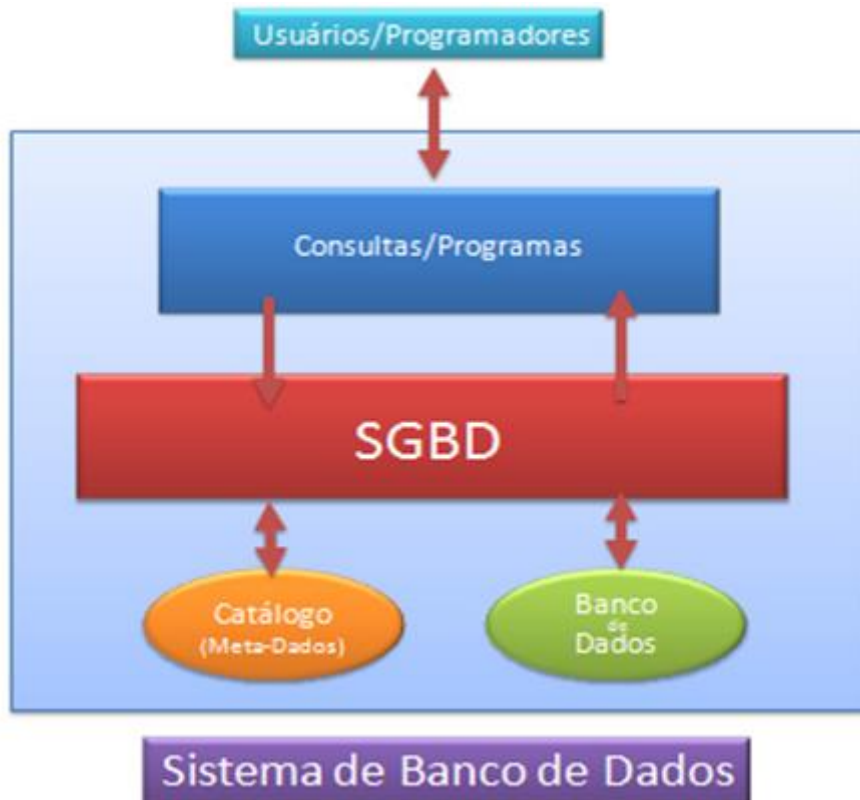 Usuários/Programadores
Consultas/Programas
SGBD
Catálogo
(Meta-Dados)
Banco
de
Dados
Sistema de Banco de Dados